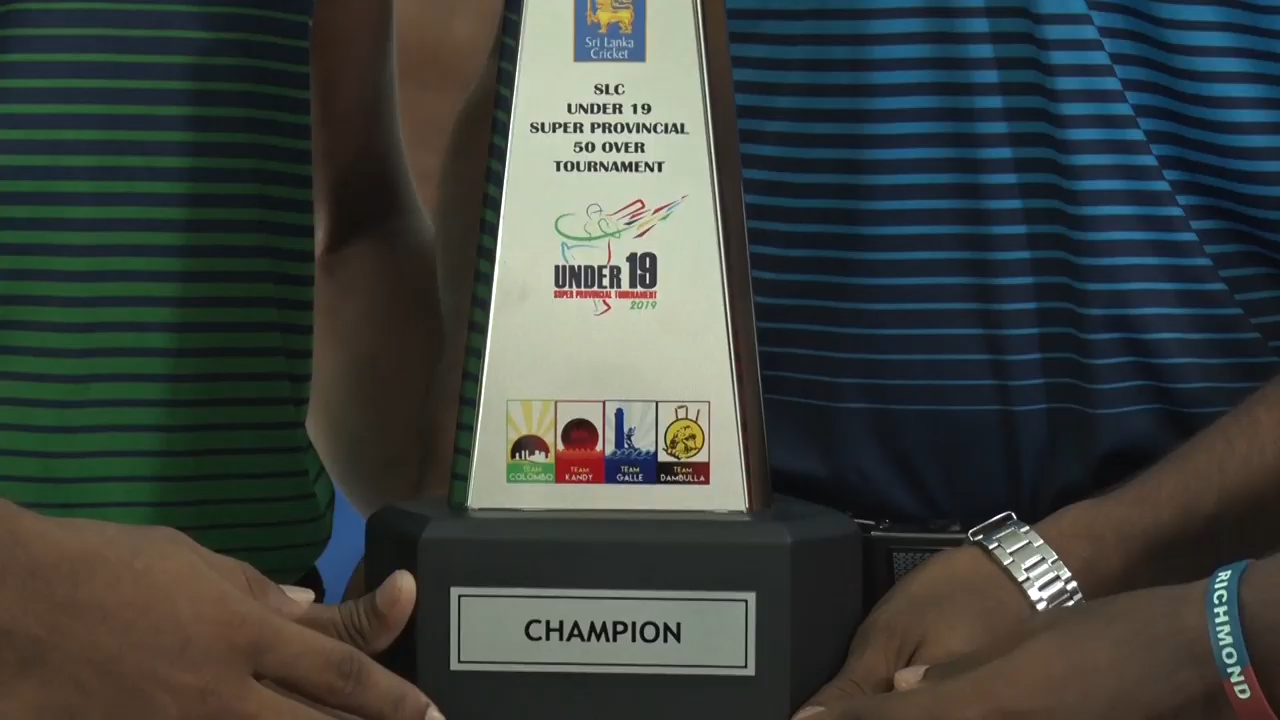 Sri Lanka
Cricket
SLC
UNDER 19
SUPER PROVINCIAL
50 OVER
TOURNAMENT
UNDER 19
SUPER PROVINCIAL TOURNAMENT
2019
TEAM
COLOMBO
TEAM
KANDY
TEAM
GALLE
TEAM
DAMBULLA
CHAMPION
RICHMOND